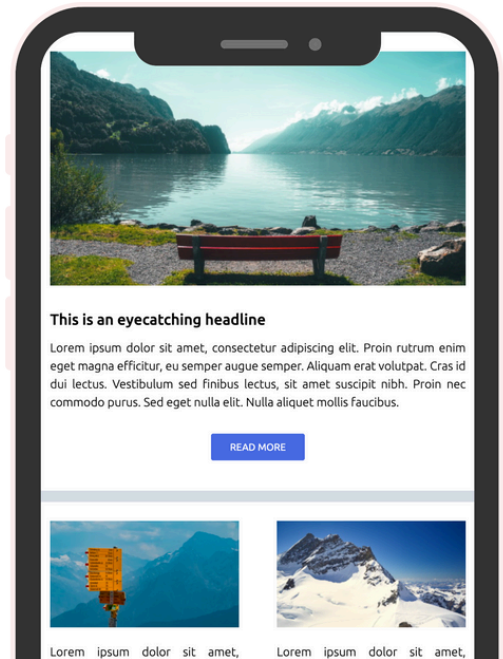 This is an eyecatching headline
Lorem ipsum dolor sit amet, consectetur adipiscing elit. Proin rutrum enim
eget magna efficitur, eu semper augue semper. Aliquam erat volutpat. Cras id
dui lectus. Vestibulum sed finibus lectus, sit amet suscipit nibh. Proin nec
commodo purus. Sed eget nulla elit. Nulla aliquet mollis faucibus.
READ MORE
Lorem ipsum dolor sit amet,
Lorem ipsum dolor sit amet,